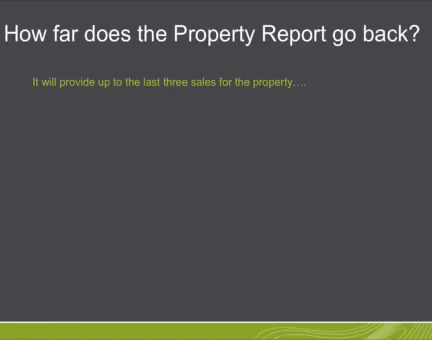 How far does the Property Report go back?
It will provide up to the last three sales for the property….